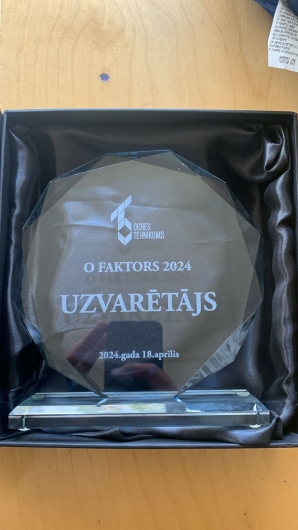 OGRES
TEHNIKUMS
O FAKTORS 2024
UZVARĒTĀJS
2024.gada 18.aprīlis